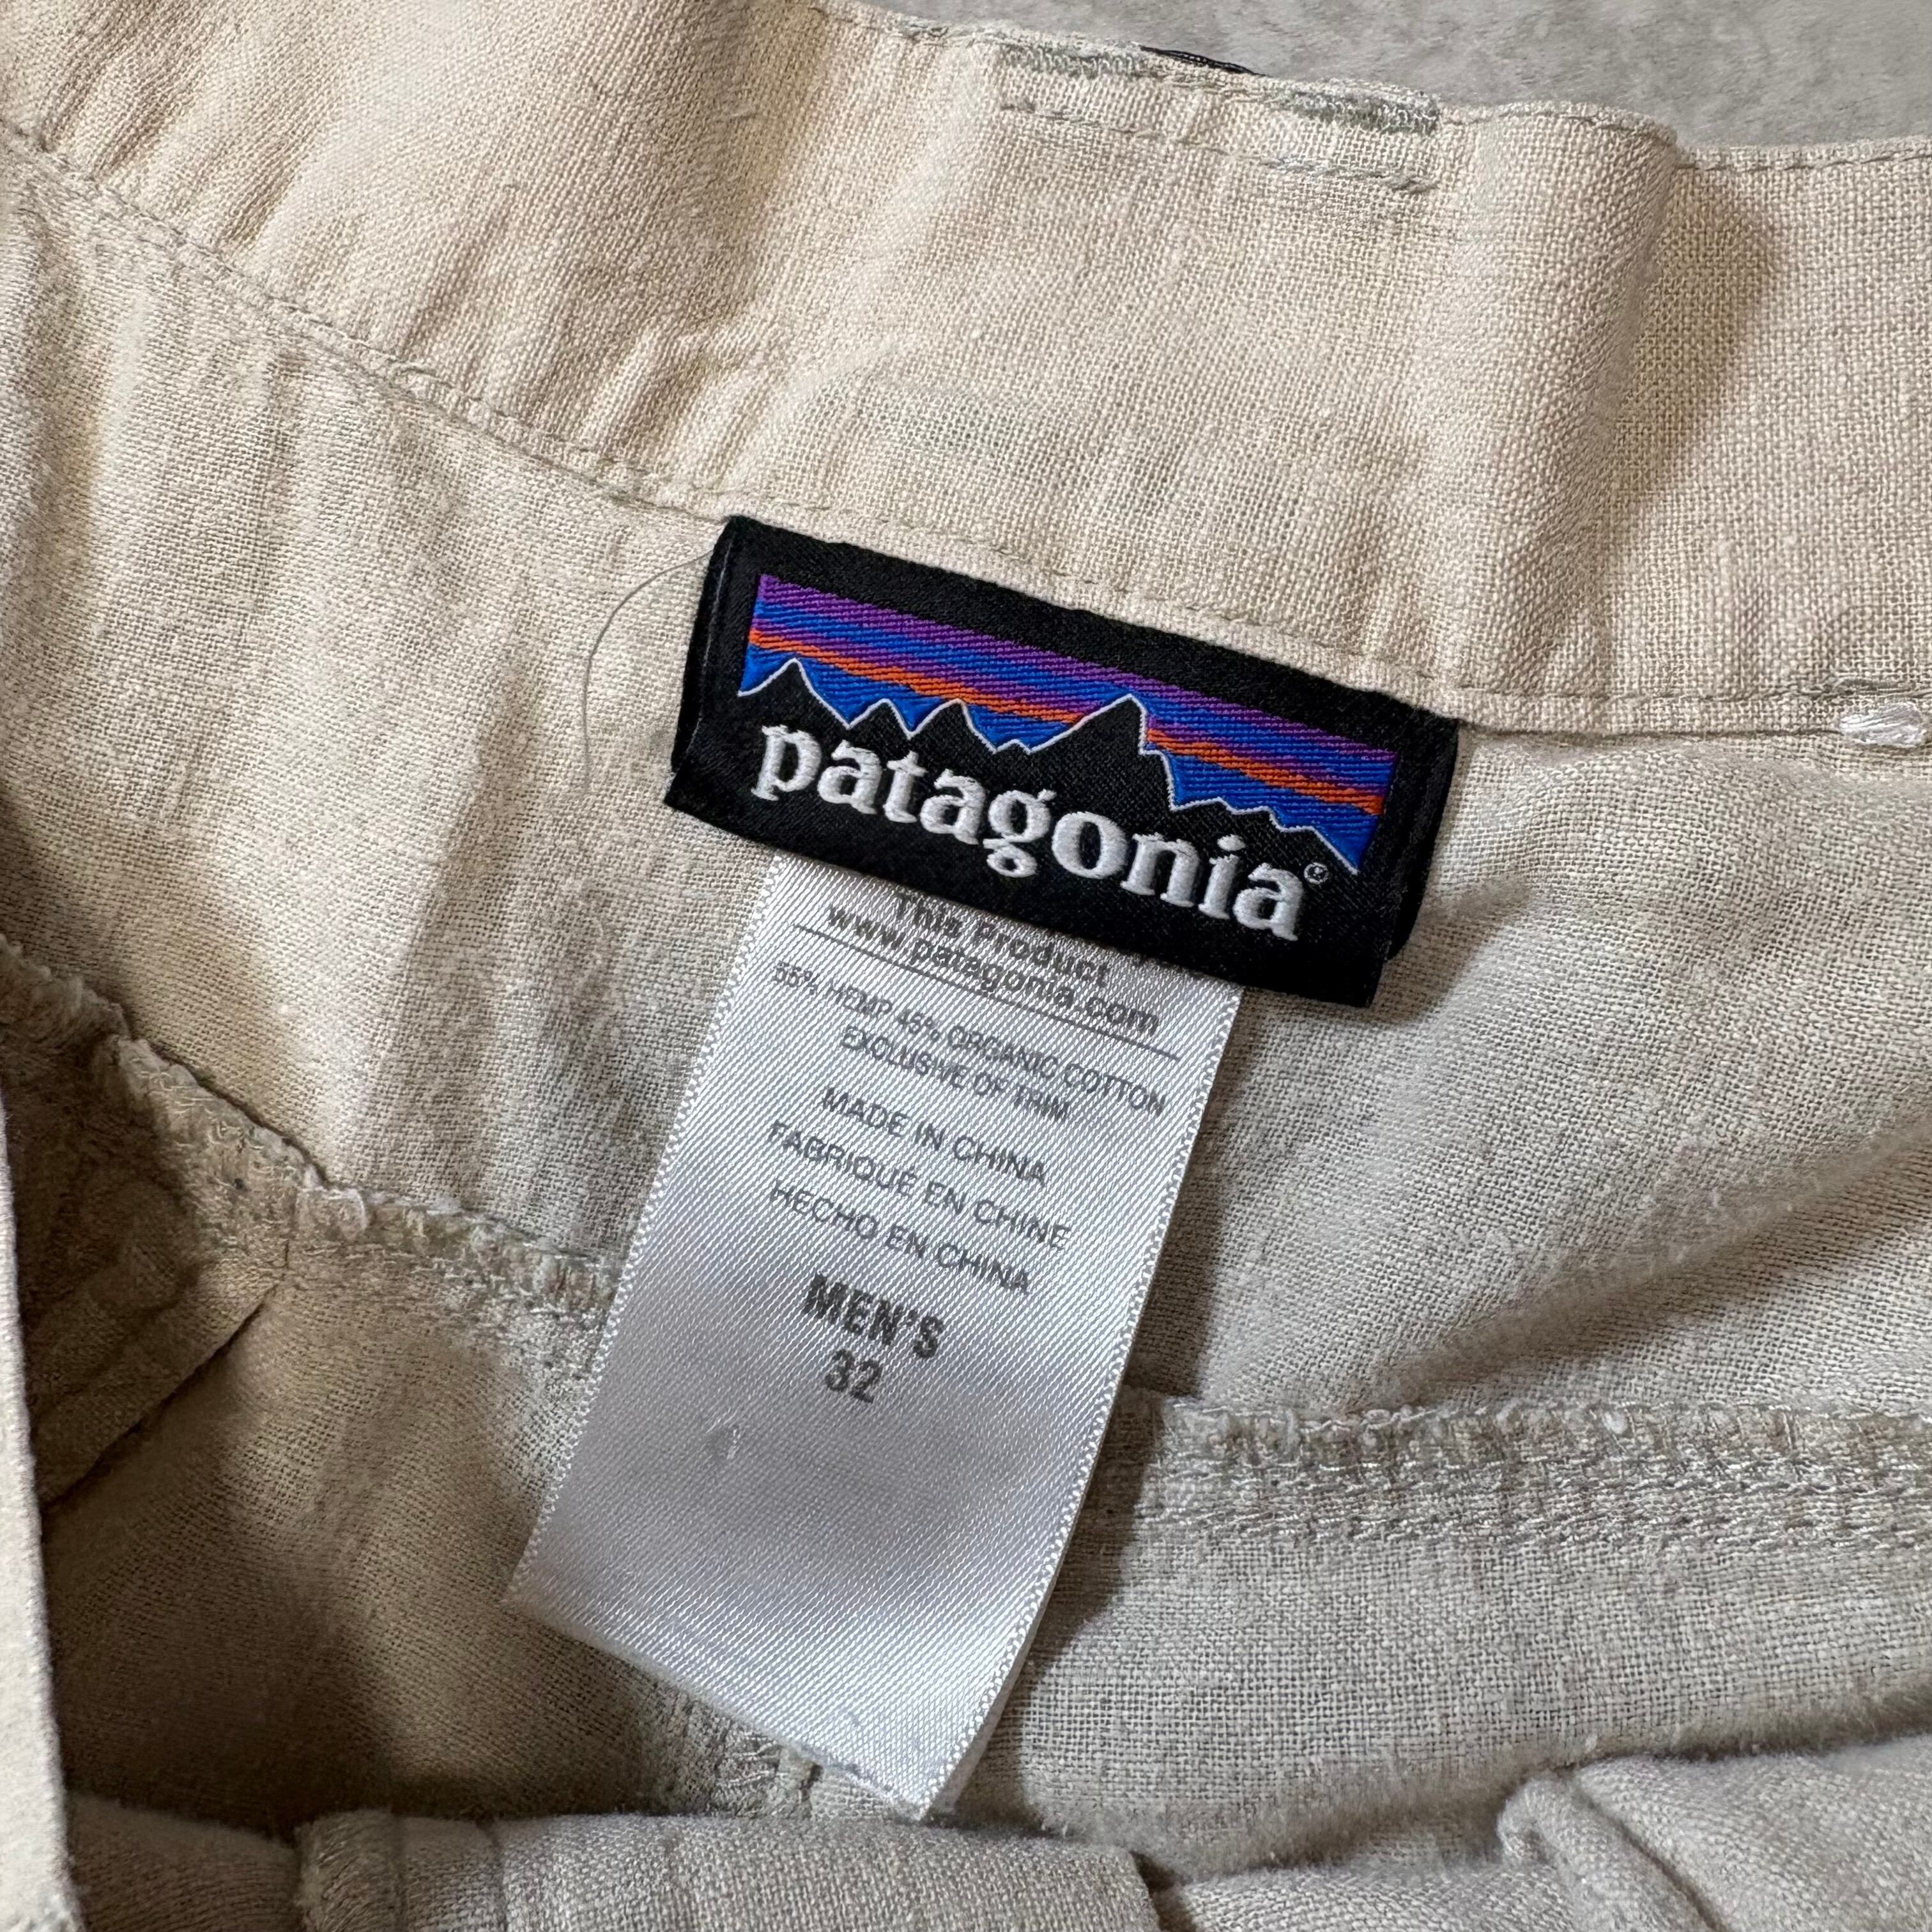 patagonia®
This Product
www.patagonia.com
55% HEMP 45% ORGANIC COTTON
EXCLUSIVE OF TRIM
MADE IN CHINA
FABRIQUÉ EN CHINE
HECHO EN CHINA
MEN'S
32